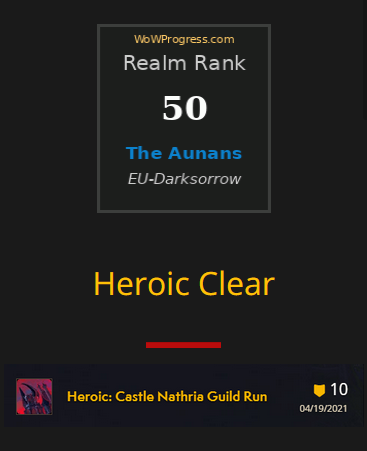 WoWProgress.com
Realm Rank
50
The Aunans
EU-Darksorrow
Heroic Clear
Heroic: Castle Nathria Guild Run
10
04/19/2021